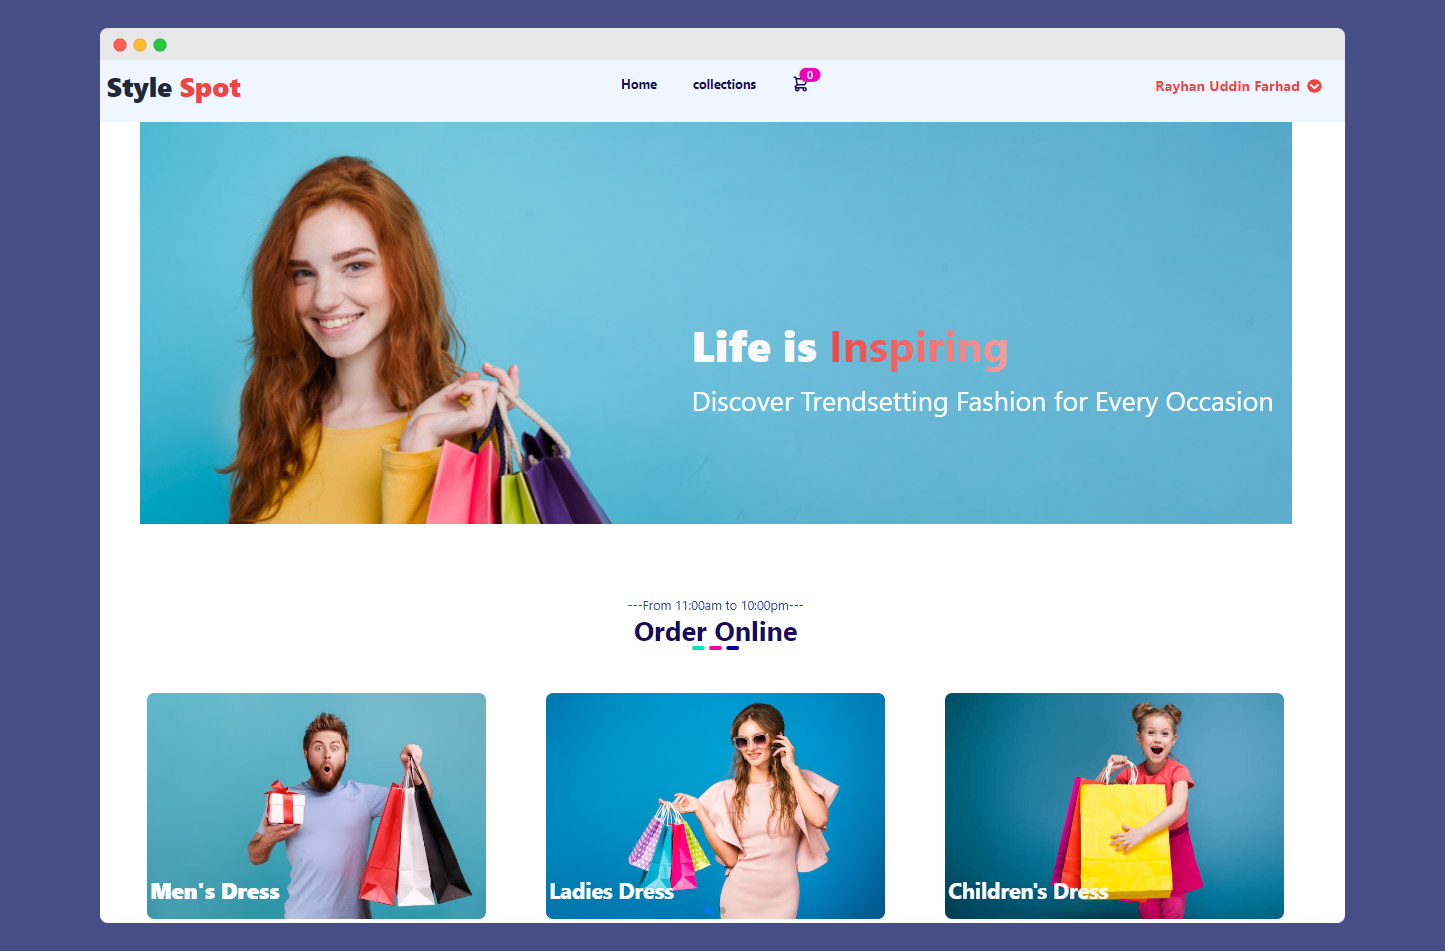 Style Spot
Home collections 0
Rayhan Uddin Farhad
Life is Inspiring
Discover Trendsetting Fashion for Every Occasion
---From 11:00am to 10:00pm---
Order Online
Men's Dress
Ladies Dress
Children's Dress